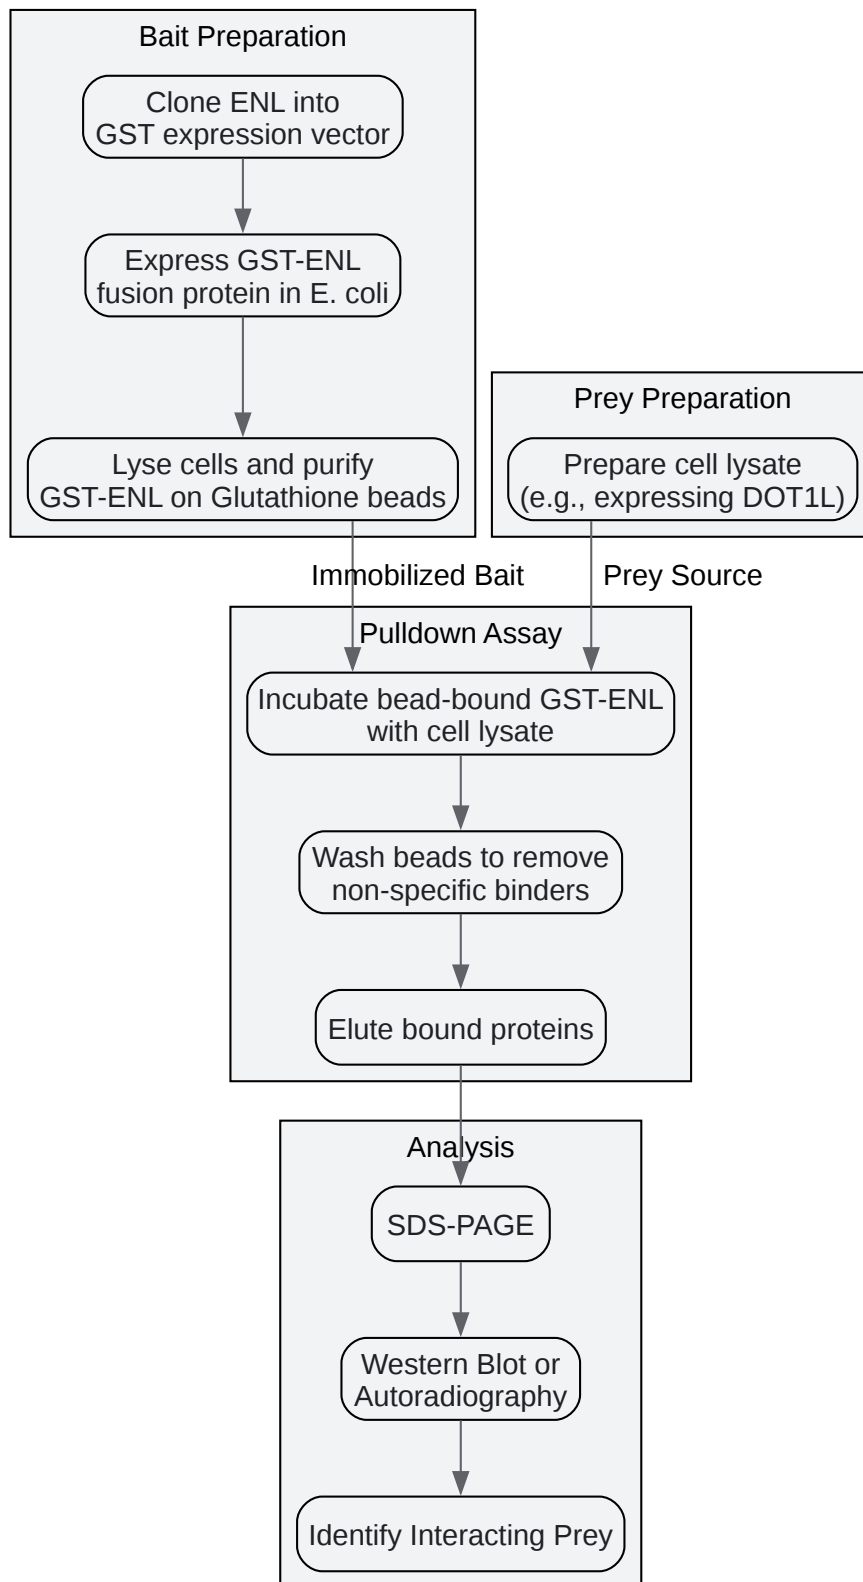 Bait Preparation
Clone ENL into
GST expression vector
Express GST-ENL
fusion protein in E. coli
Lyse cells and purify
GST-ENL on Glutathione beads
Prey Preparation
Prepare cell lysate
(e.g., expressing DOT1L)
Immobilized Bait
Prey Source
Pulldown Assay
Incubate bead-bound GST-ENL
with cell lysate
Wash beads to remove
non-specific binders
Elute bound proteins
Analysis
SDS-PAGE
Western Blot or
Autoradiography
Identify Interacting Prey